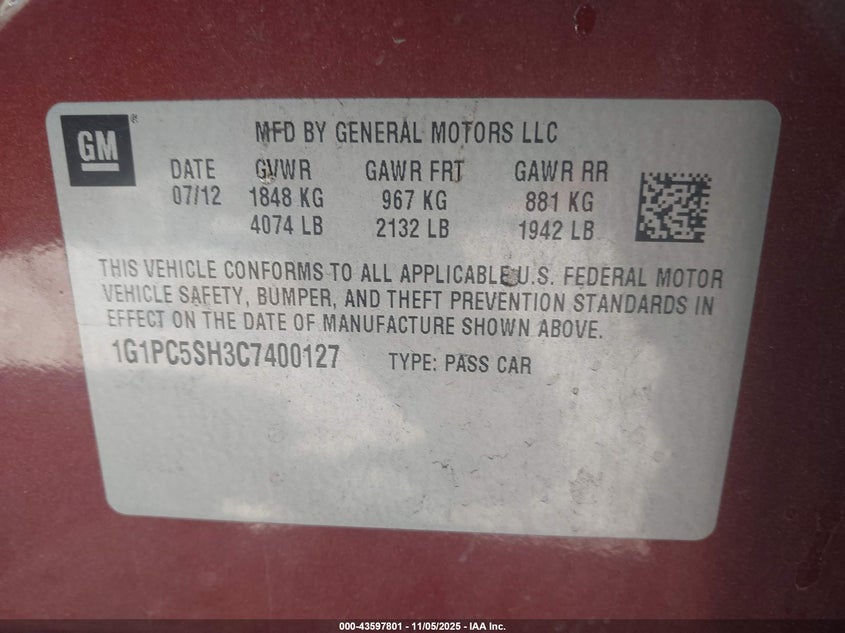 GM®
MFD BY GENERAL MOTORS LLC
DATE GVWR GAWR FRT GAWR RR
07/12 1848 KG 967 KG 881 KG
4074 LB 2132 LB 1942 LB
THIS VEHICLE CONFORMS TO ALL APPLICABLE U.S. FEDERAL MOTOR
VEHICLE SAFETY, BUMPER, AND THEFT PREVENTION STANDARDS IN
EFFECT ON THE DATE OF MANUFACTURE SHOWN ABOVE.
1G1PC5SH3C7400127 TYPE: PASS CAR
000-43597801 - 11/05/2025 - IAA Inc.